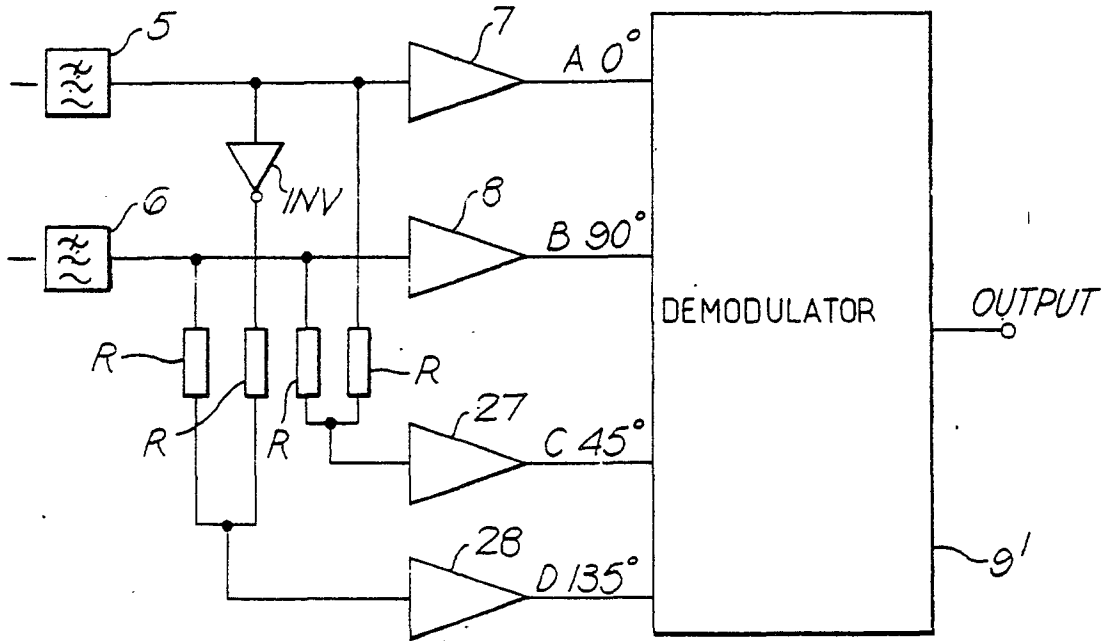 5
7
A 0°
INV
6
8
B 90°
DEMODULATOR
OUTPUT
R
R
R
R
27
C 45°
28
D 135°
9'